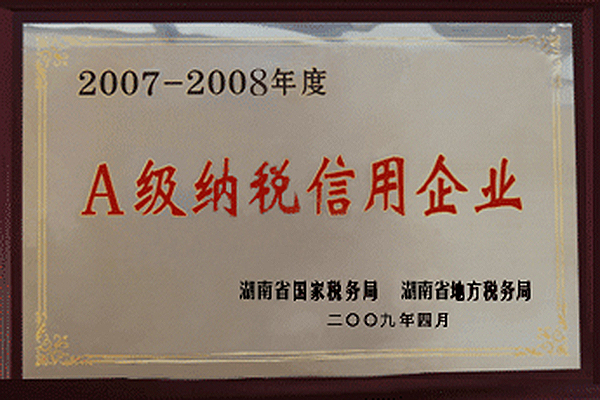 2007-2008年度
A级纳税信用企业
湖南省国家税务局 湖南省地方税务局
二〇〇九年四月